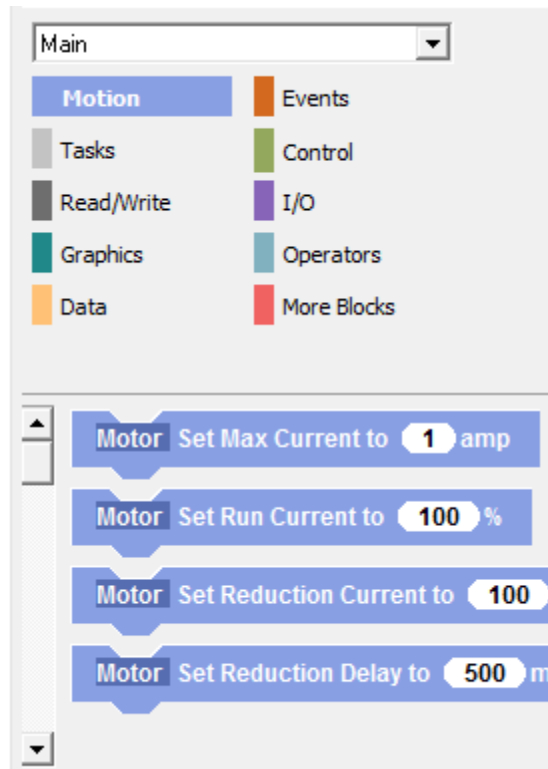 Main
Motion Events
Tasks Control
Read/Write I/O
Graphics Operators
Data More Blocks
Motor Set Max Current to 1 amp
Motor Set Run Current to 100 %
Motor Set Reduction Current to 100
Motor Set Reduction Delay to 500 m